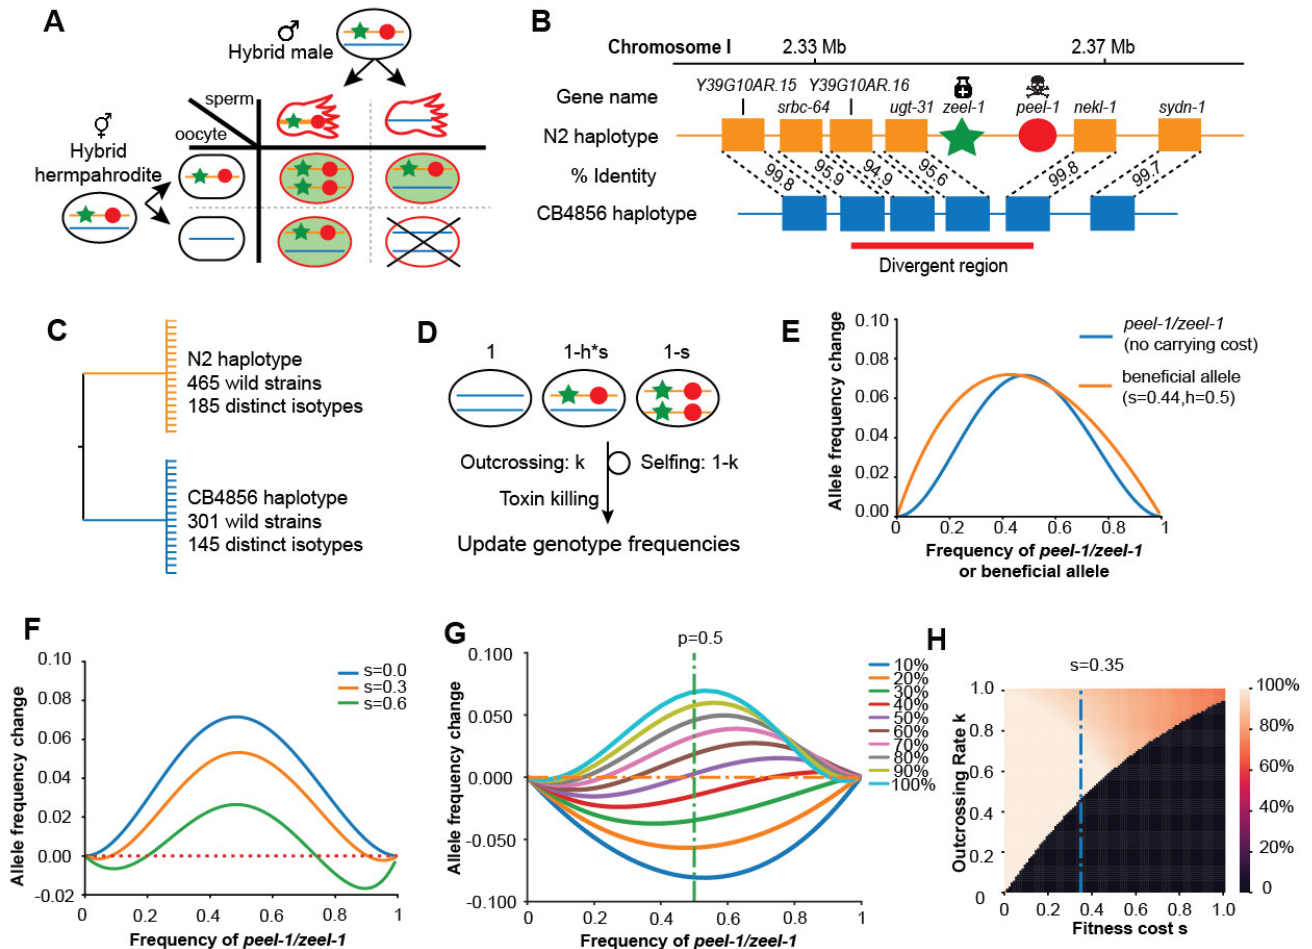 A
♂
Hybrid male
sperm
oocyte
⚥
Hybrid
hermpahrodite
B
Chromosome I
2.33 Mb
2.37 Mb
Gene name
Y39G10AR.15
Y39G10AR.16
srbc-64
ugt-31
zeel-1
peel-1
nekl-1
sydn-1
N2 haplotype
% Identity
99.8
95.9
94.9
95.6
99.8
99.7
CB4856 haplotype
Divergent region
C
N2 haplotype
465 wild strains
185 distinct isotypes
CB4856 haplotype
301 wild strains
145 distinct isotypes
D
1
1-h*s
1-s
Outcrossing: k
Selfing: 1-k
Toxin killing
Update genotype frequencies
E
Allele frequency change
0.10
0.08
0.06
0.04
0.02
0.00
0
0.2
0.4
0.6
0.8
1
peel-1/zeel-1
(no carrying cost)
beneficial allele
(s=0.44,h=0.5)
Frequency of peel-1/zeel-1
or beneficial allele
F
Allele frequency change
0.10
0.08
0.06
0.04
0.02
0.00
-0.02
0
0.2
0.4
0.6
0.8
1
s=0.0
s=0.3
s=0.6
Frequency of peel-1/zeel-1
G
p=0.5
Allele frequency change
0.100
0.050
0.000
-0.050
-0.100
0
0.2
0.4
0.6
0.8
1
10%
20%
30%
40%
50%
60%
70%
80%
90%
100%
Frequency of peel-1/zeel-1
H
s=0.35
Outcrossing Rate k
1.0
0.8
0.6
0.4
0.2
0
0.0
0.2
0.4
0.6
0.8
1.0
Fitness cost s
100%
80%
60%
40%
20%
0